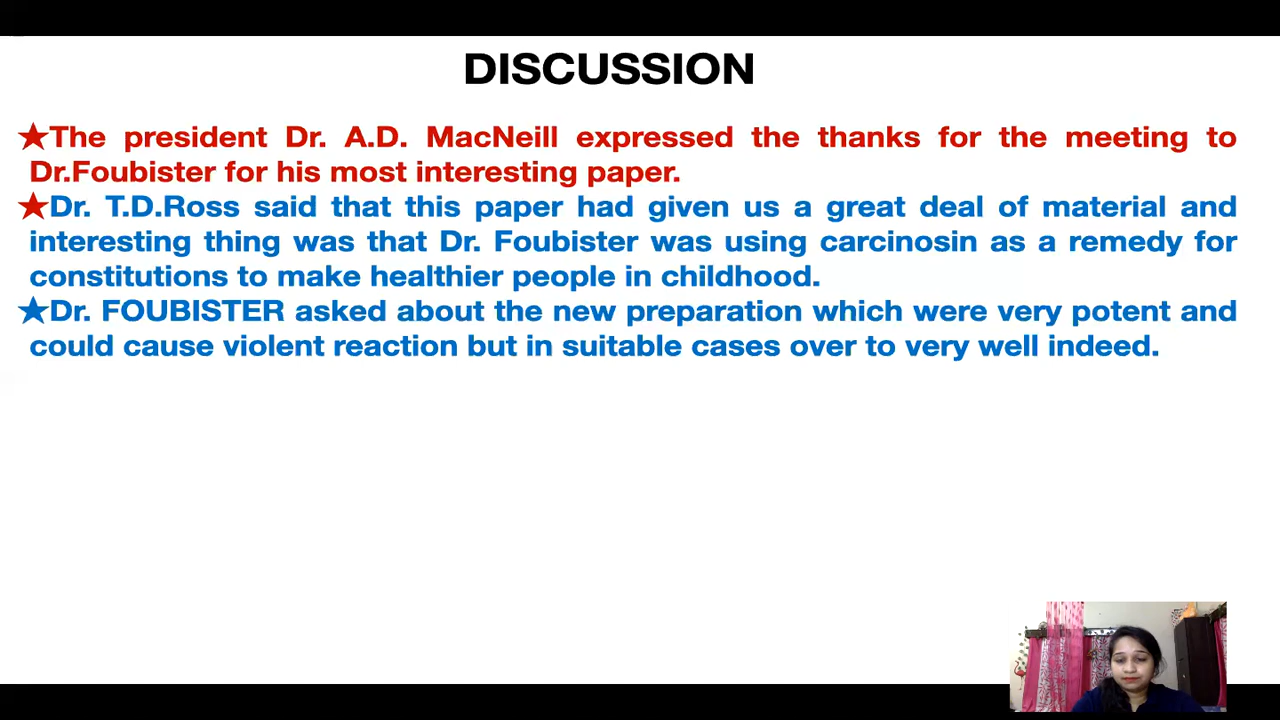 DISCUSSION
★The president Dr. A.D. MacNeill expressed the thanks for the meeting to
Dr.Foubister for his most interesting paper.
★Dr. T.D.Ross said that this paper had given us a great deal of material and
interesting thing was that Dr. Foubister was using carcinosin as a remedy for
constitutions to make healthier people in childhood.
★Dr. FOUBISTER asked about the new preparation which were very potent and
could cause violent reaction but in suitable cases over to very well indeed.